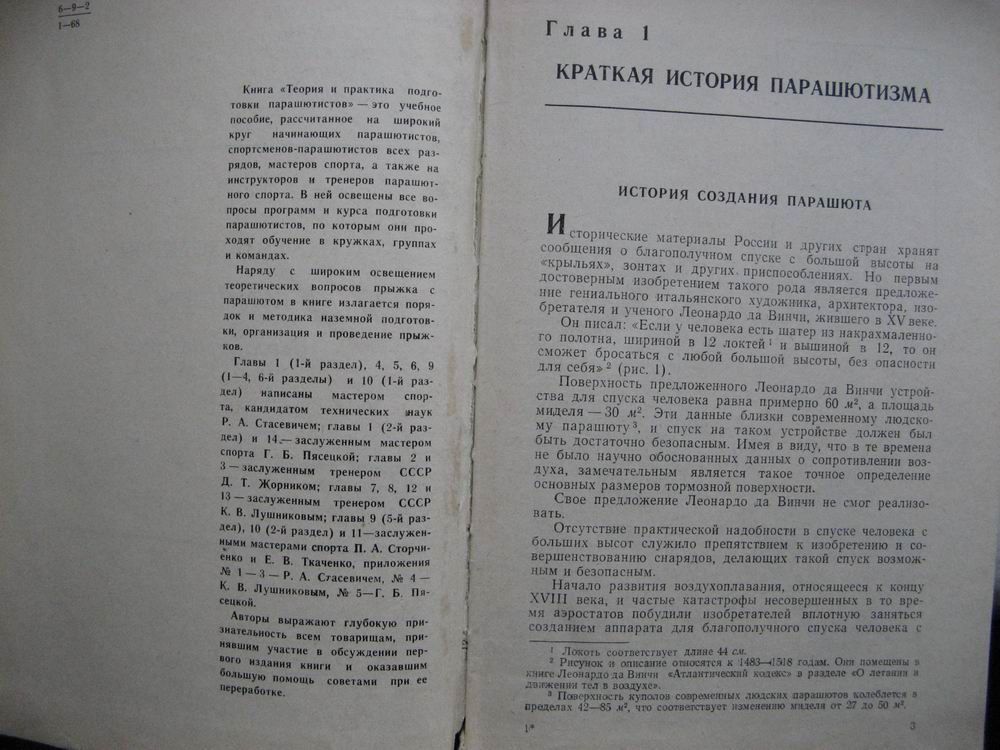 6—9—2
1—68
Книга «Теория и практика подго-
товки парашютистов» — это учебное
пособие, рассчитанное на широкий
круг начинающих парашютистов,
спортсменов-парашютистов всех раз-
рядов, мастеров спорта, а также на
инструкторов и тренеров парашют-
ного спорта. В ней освещены все во-
просы программ и курса подготовки
парашютистов, по которым они про-
ходят обучение в кружках, группах
и командах.
Наряду с широким освещением
теоретических вопросов прыжка с
парашютом в книге излагается поря-
док и методика наземной подготов-
ки, организация и проведение прыж-
ков.
Главы 1 (1-й раздел), 4, 5, 6, 9
(1—4, 6-й разделы) и 10 (1-й раз-
дел) написаны мастером спор-
та, кандидатом технических наук
Р. А. Стасевичем; главы 1 (2-й раз-
дел) и 14 — заслуженным мастером
спорта Г. Б. Пясецкой; главы 2 и
3 — заслуженным тренером СССР
Д. Т. Жорником; главы 7, 8, 12 и
13 — заслуженным тренером СССР
К. В. Лушниковым; главы 9 (5-й раз-
дел), 10 (2-й раздел) и 11—заслужен-
ными мастерами спорта П. А. Сторчи-
енко и Е. В. Ткаченко, приложения
№ 1 — 3 — Р. А. Стасевичем, № 4 —
К. В. Лушниковым, № 5—Г. Б. Пя-
сецкой.
Авторы выражают глубокую при-
знательность всем товарищам, при-
нявшим участие в обсуждении пер-
вого издания книги и оказавшим
большую помощь советами при ее
переработке.
Глава 1
КРАТКАЯ ИСТОРИЯ ПАРАШЮТИЗМА
ИСТОРИЯ СОЗДАНИЯ ПАРАШЮТА
Исторические материалы России и других стран хранят
сообщения о благополучном спуске с большой высоты на
«крыльях», зонтах и других приспособлениях. Но первым
достоверным изобретением такого рода является предложе-
ние гениального итальянского художника, архитектора, изо-
бретателя и ученого Леонардо да Винчи, жившего в XV веке.
Он писал: «Если у человека есть шатер из накрахмаленно-
го полотна, шириной в 12 локтей¹ и вышиной в 12, то он
сможет бросаться с любой большой высоты, без опасности
для себя»² (рис. 1).
Поверхность предложенного Леонардо да Винчи устрой-
ства для спуска человека равна примерно 60 м², а площадь
миделя — 30 м². Эти данные близки современному людско-
му парашюту³, и спуск на таком устройстве должен был
быть достаточно безопасным. Имея в виду, что в те времена
не было научно обоснованных данных о сопротивлении воз-
духа, замечательным является такое точное определение
основных размеров тормозной поверхности.
Свое предложение Леонардо да Винчи не смог реализо-
вать.
Отсутствие практической надобности в спуске человека с
больших высот служило препятствием к изобретению и со-
вершенствованию снарядов, делающих такой спуск возмож-
ным и безопасным.
Начало развития воздухоплавания, относящееся к концу
XVIII века, и частые катастрофы несовершенных в то вре-
мя аэростатов побудили изобретателей вплотную заняться
созданием аппарата для благополучного спуска человека с
¹ Локоть соответствует длине 44 см.
² Рисунок и описание относятся к 1483—1518 годам. Они помещены в
книге Леонардо да Винчи «Атлантический кодекс» в разделе «О летании и
движении тел в воздухе».
³ Поверхность куполов современных людских парашютов колеблется в
пределах 42—85 м², что соответствует изменению миделя от 27 до 50 м².
1*
3